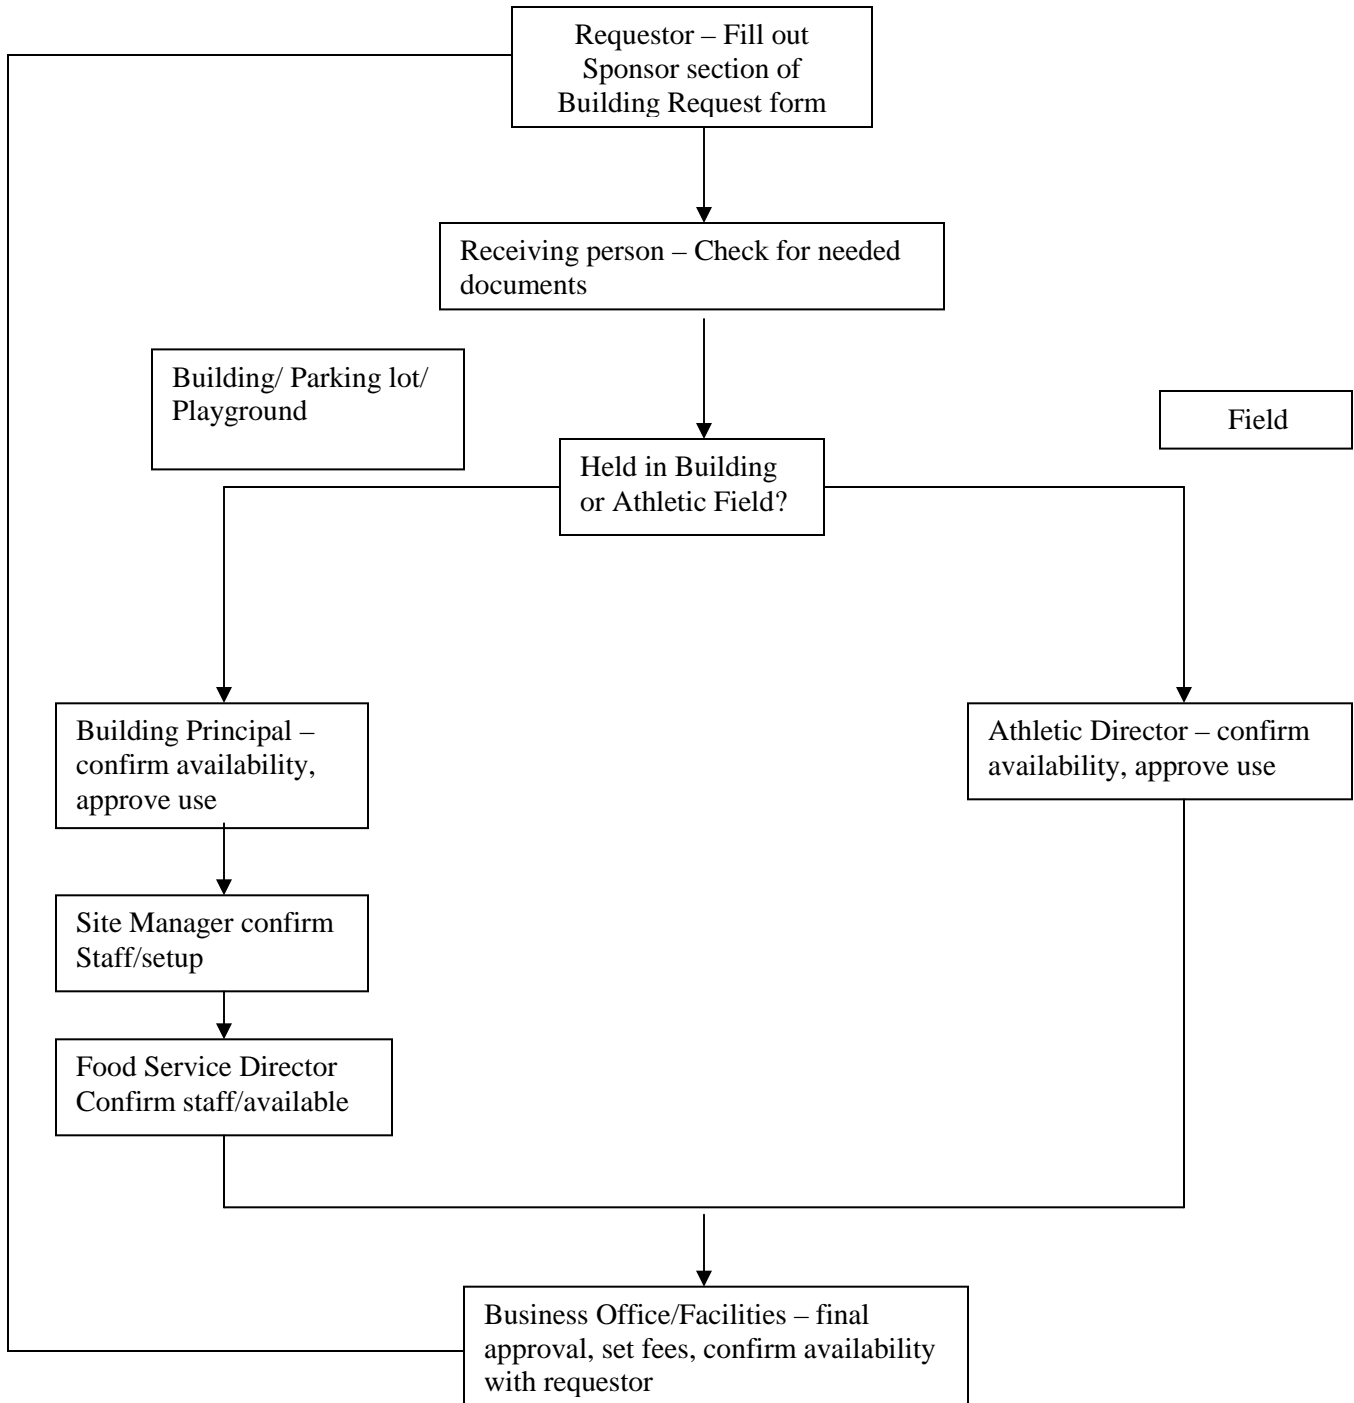 Requestor – Fill out
Sponsor section of
Building Request form
Receiving person – Check for needed
documents
Building/ Parking lot/
Playground
Field
Held in Building
or Athletic Field?
Building Principal –
confirm availability,
approve use
Athletic Director – confirm
availability, approve use
Site Manager confirm
Staff/setup
Food Service Director
Confirm staff/available
Business Office/Facilities – final
approval, set fees, confirm availability
with requestor